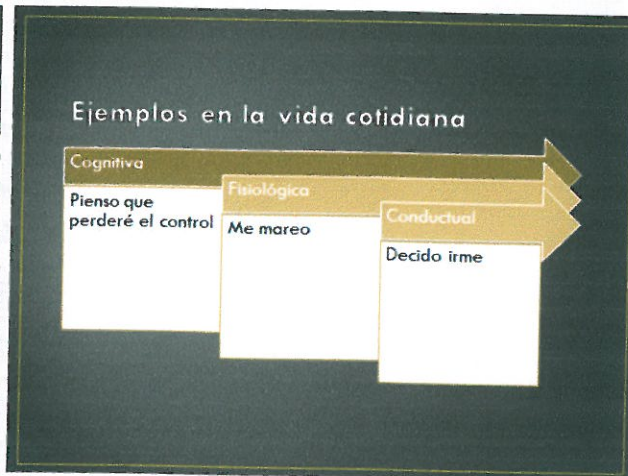 Ejemplos en la vida cotidiana
Cognitiva
Pienso que
perderé el control
Fisiológica
Me mareo
Conductual
Decido irme